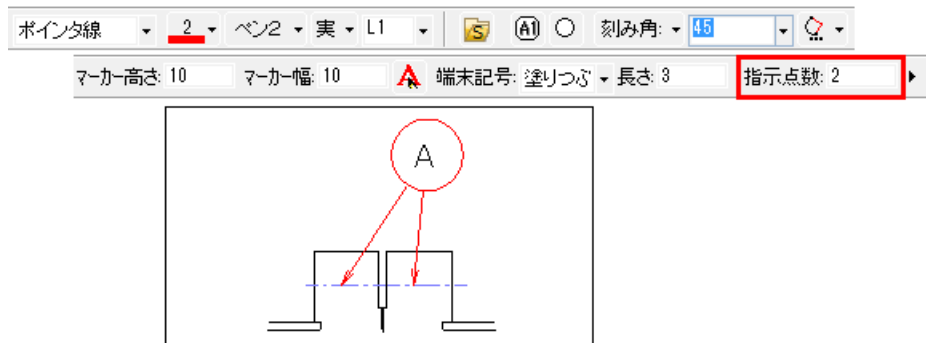 ポインタ線 2 ペン2 実 L1 S A1 刻み角: 45
マーカー高さ: 10 マーカー幅: 10 A 端末記号: 塗りつぶ 長さ: 3 指示点数: 2
A